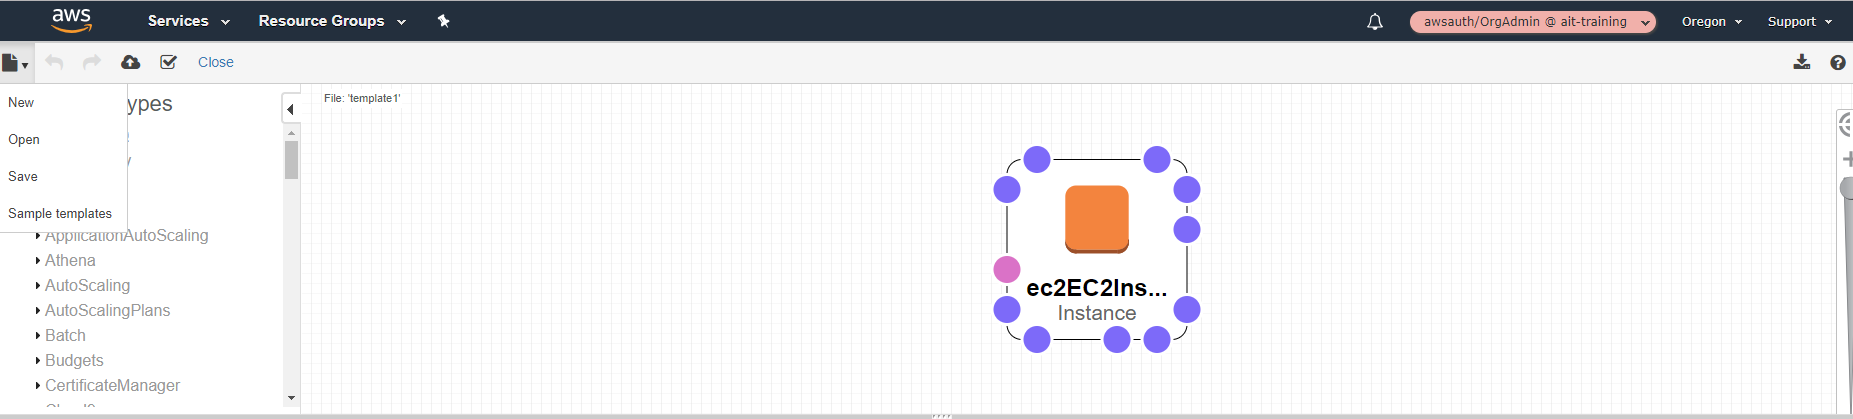 aws Services Resource Groups awsauth/OrgAdmin @ ait-training Oregon Support
Close
New
Open
Save
Sample templates
ypes
File: 'template1'
ApplicationAutoScaling
Athena
AutoScaling
AutoScalingPlans
Batch
Budgets
CertificateManager
ec2EC2Ins...
Instance